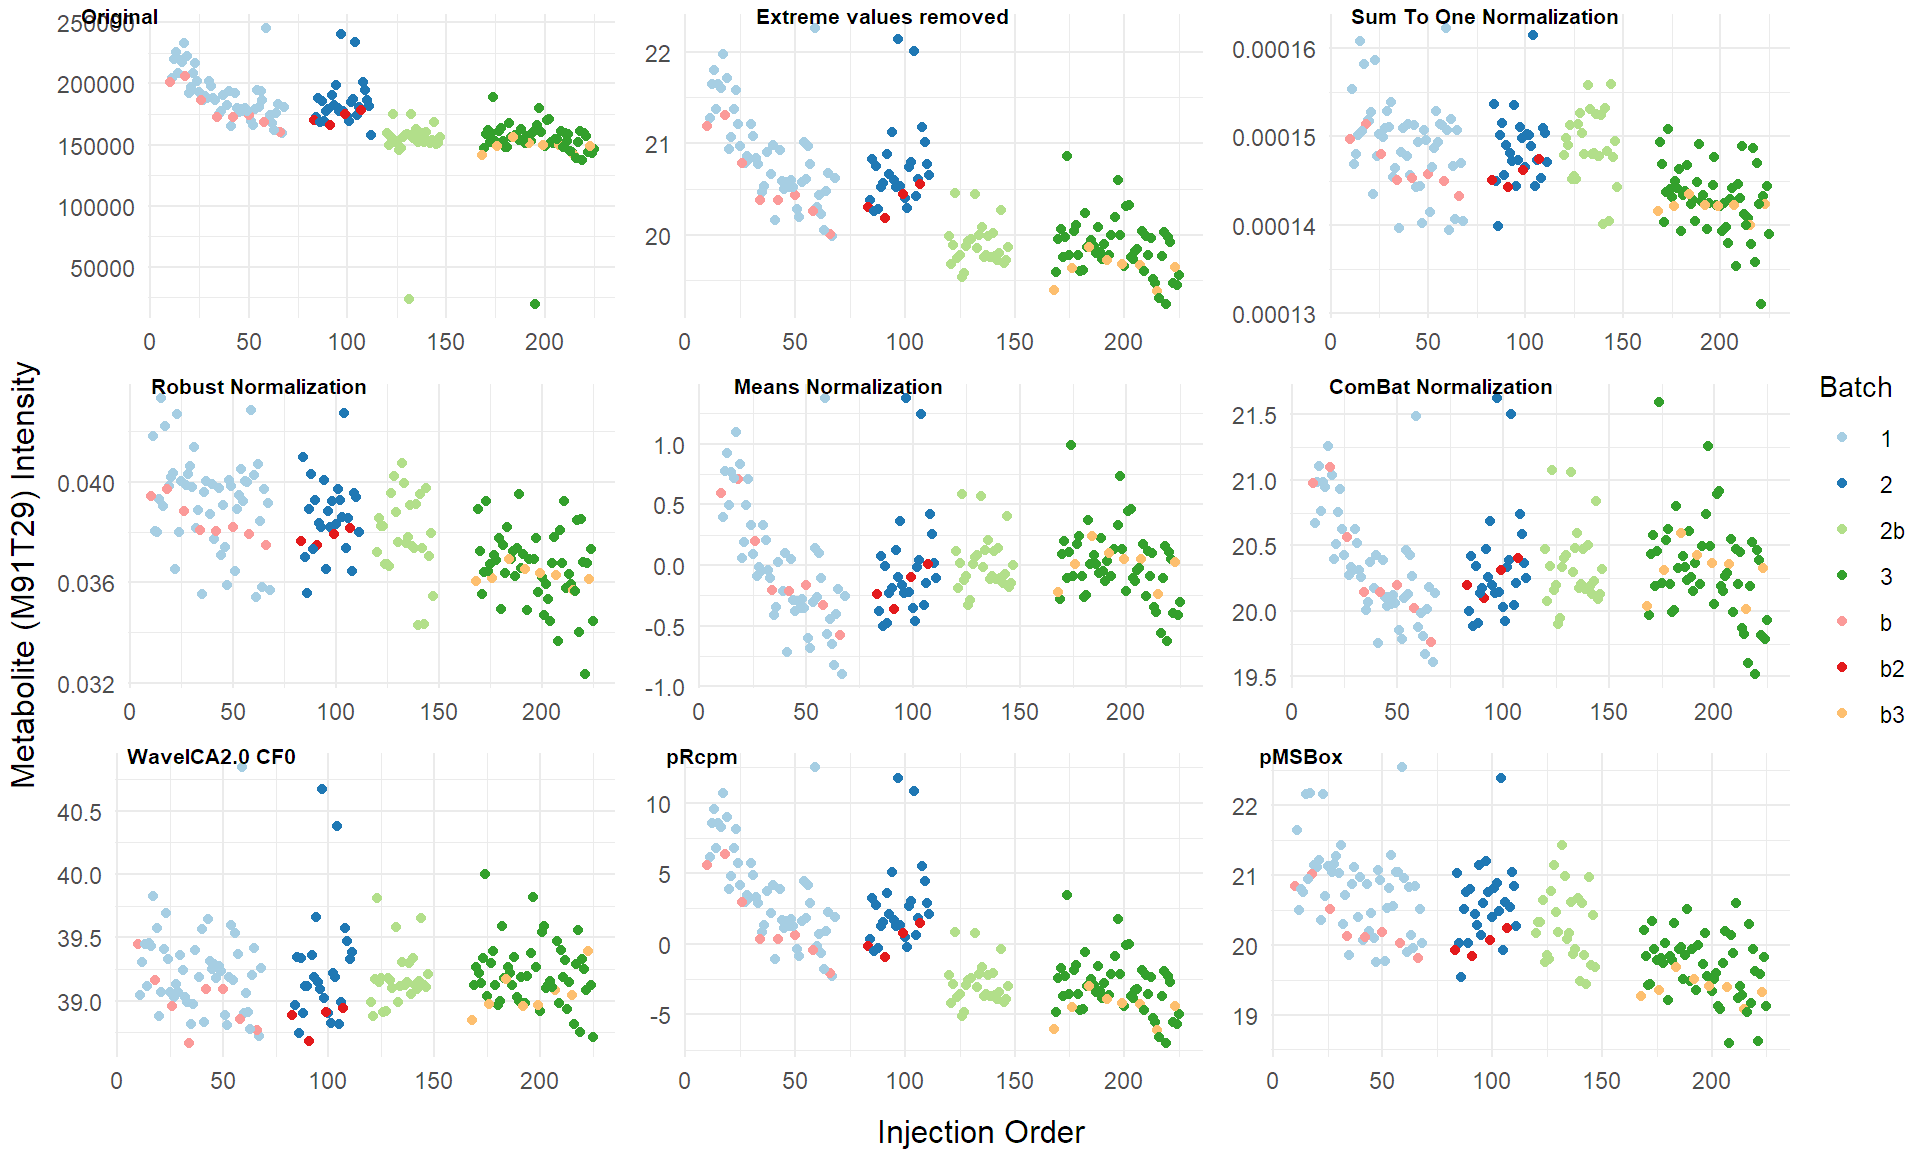 Original
Extreme values removed
Sum To One Normalization
250000
200000
150000
100000
50000
0 50 100 150 200
22
21
20
0 50 100 150 200
0.00016
0.00015
0.00014
0.00013
0 50 100 150 200
Robust Normalization
Means Normalization
ComBat Normalization
0.040
0.036
0.032
50 100 150 200
1.0
0.5
0.0
-0.5
-1.0
50 100 150 200
21.5
21.0
20.5
20.0
19.5
0 50 100 150 200
WaveICA2.0 CF0
pRcpm
pMSBox
40.5
40.0
39.5
39.0
0 50 100 150 200
10
5
0
-5
0 50 100 150 200
22
21
20
19
0 50 100 150 200
Metabolite (M91T29) Intensity
Injection Order
Batch
1
2
2b
3
b
b2
b3